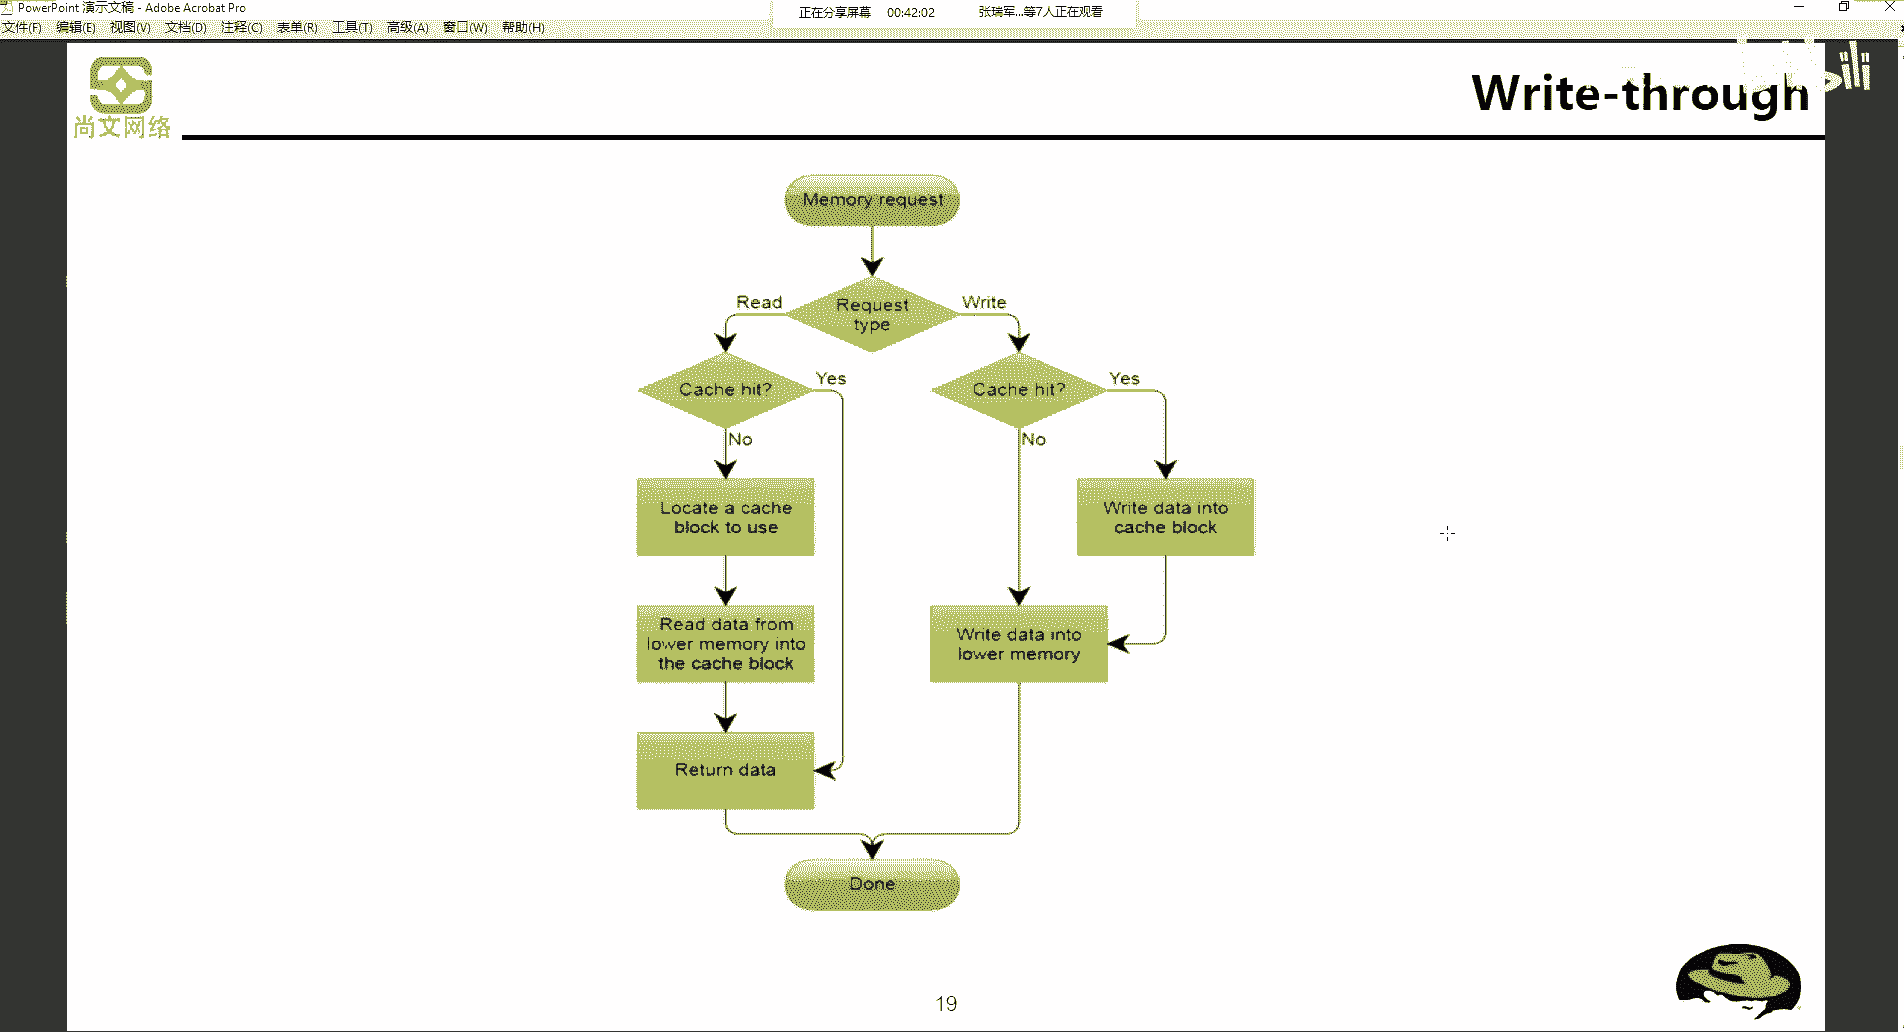 PowerPoint 演示文稿 - Adobe Acrobat Pro
正在分享屏幕 00:42:02 张瑞军...等7人正在观看
文件(F) 编辑(E) 视图(V) 文档(D) 注释(C) 表单(R) 工具(T) 高级(A) 窗口(W) 帮助(H)
尚文网络
Write-through
Memory request
Request
type
Read
Write
Cache hit?
Yes
No
Cache hit?
Yes
No
Locate a cache
block to use
Write data into
cache block
Read data from
lower memory into
the cache block
Write data into
lower memory
Return data
Done
19